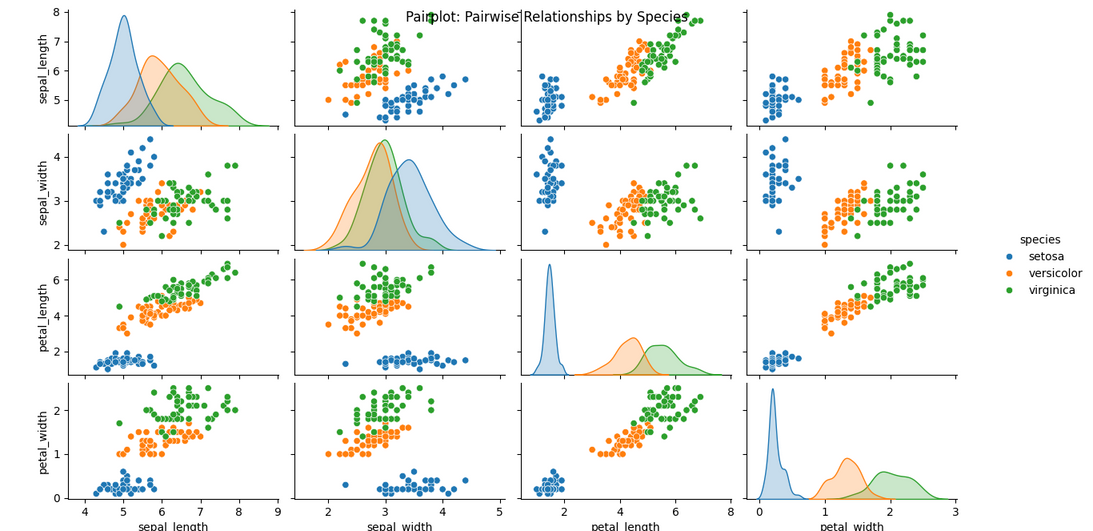 Pairplot: Pairwise Relationships by Species
8
7
6
5
sepal_length
4
3
2
sepal_width
6
4
2
petal_length
2
1
0
petal_width
4 5 6 7 8 9
sepal_length
2 3 4 5
sepal_width
2 4 6 8
petal_length
0 1 2 3
petal_width
species
setosa
versicolor
virginica